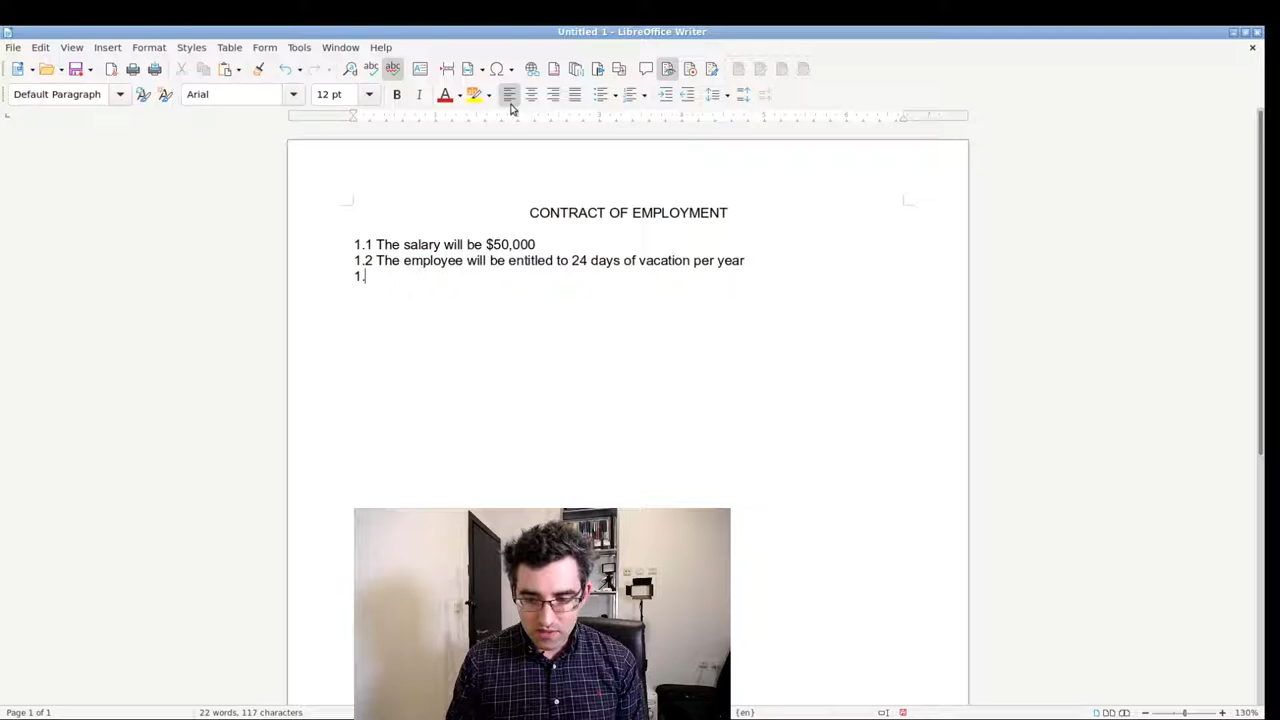 Untitled 1 - LibreOffice Writer
File Edit View Insert Format Styles Table Form Tools Window Help
Default Paragraph Arial 12 pt B I A
CONTRACT OF EMPLOYMENT
1.1 The salary will be $50,000
1.2 The employee will be entitled to 24 days of vacation per year
1.
Page 1 of 1 22 words, 117 characters {en} 130%